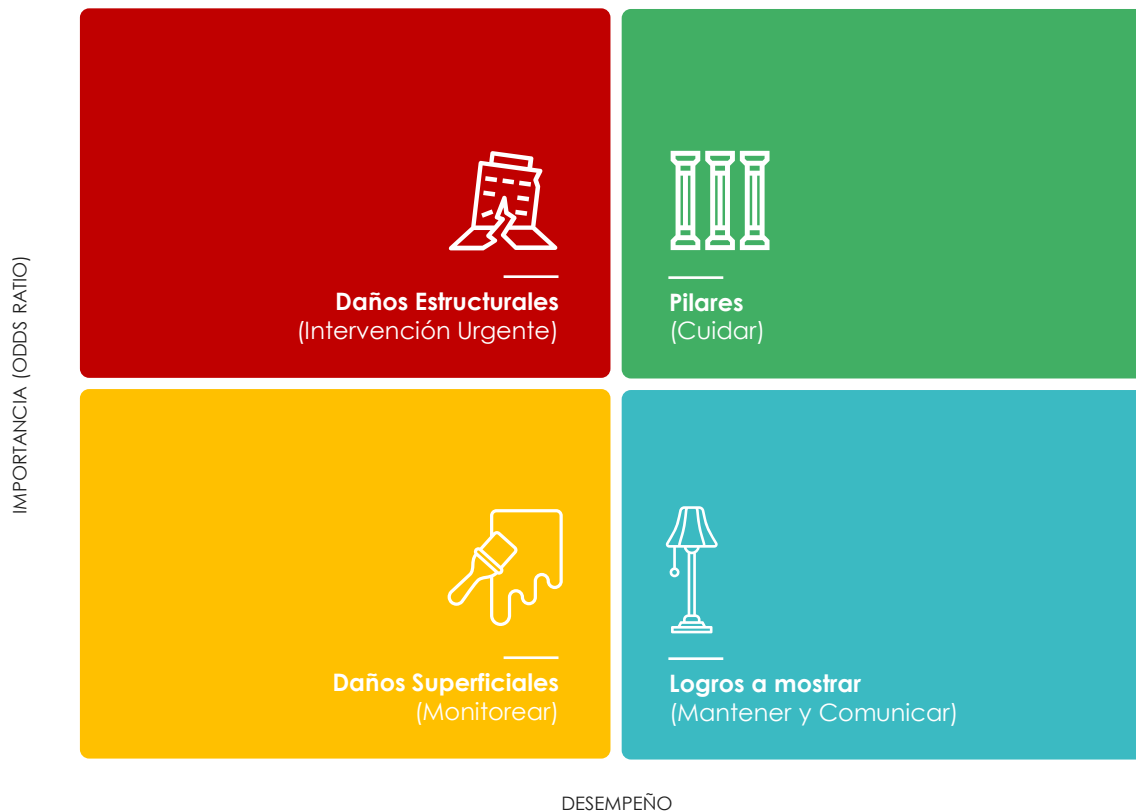 IMPORTANCIA (ODDS RATIO)
Daños Estructurales
(Intervención Urgente)
Pilares
(Cuidar)
Daños Superficiales
(Monitorear)
Logros a mostrar
(Mantener y Comunicar)
DESEMPEÑO